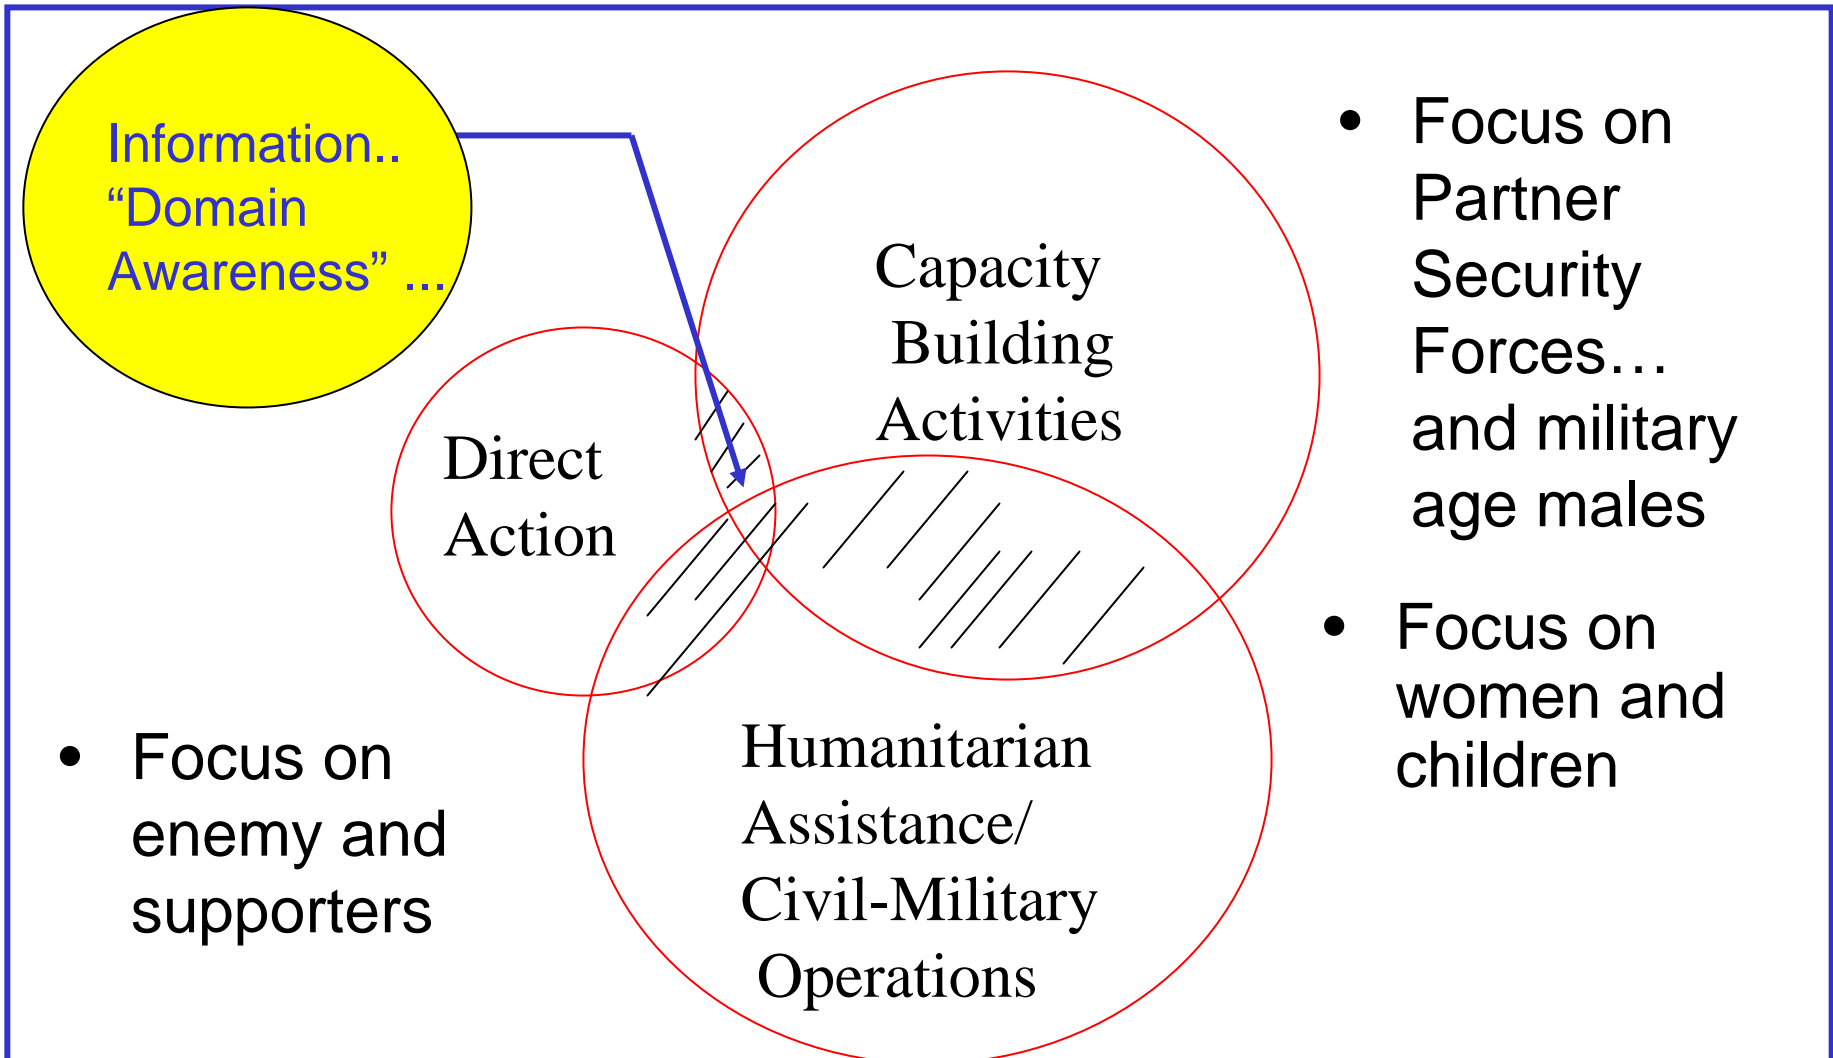 Information..
“Domain
Awareness” ...
Capacity
Building
Activities
Direct
Action
Humanitarian
Assistance/
Civil-Military
Operations
• Focus on
Partner
Security
Forces…
and military
age males
• Focus on
women and
children
• Focus on
enemy and
supporters